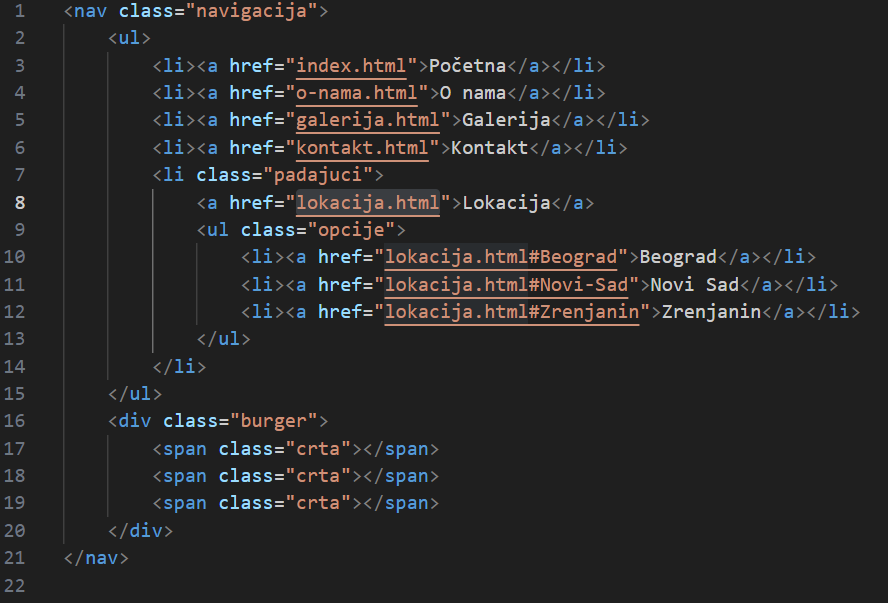 1 <nav class="navigacija">
2 <ul>
3 <li><a href="index.html">Početna</a></li>
4 <li><a href="o-nama.html">O nama</a></li>
5 <li><a href="galerija.html">Galerija</a></li>
6 <li><a href="kontakt.html">Kontakt</a></li>
7 <li class="padajuci">
8 <a href="lokacija.html">Lokacija</a>
9 <ul class="opcije">
10 <li><a href="lokacija.html#Beograd">Beograd</a></li>
11 <li><a href="lokacija.html#Novi-Sad">Novi Sad</a></li>
12 <li><a href="lokacija.html#Zrenjanin">Zrenjanin</a></li>
13 </ul>
14 </li>
15 </ul>
16 <div class="burger">
17 <span class="crta"></span>
18 <span class="crta"></span>
19 <span class="crta"></span>
20 </div>
21 </nav>
22